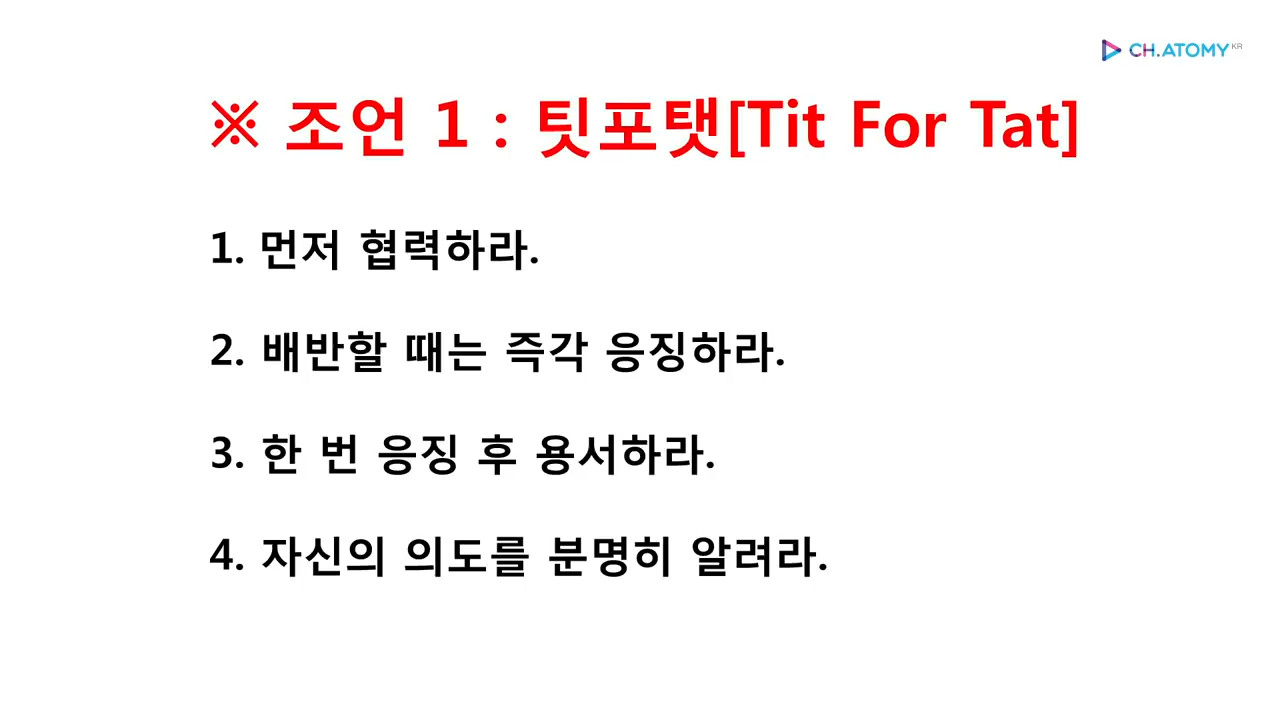 CH.ATOMY KR
※ 조언 1 : 팃포탯[Tit For Tat]
1. 먼저 협력하라.
2. 배반할 때는 즉각 응징하라.
3. 한 번 응징 후 용서하라.
4. 자신의 의도를 분명히 알려라.